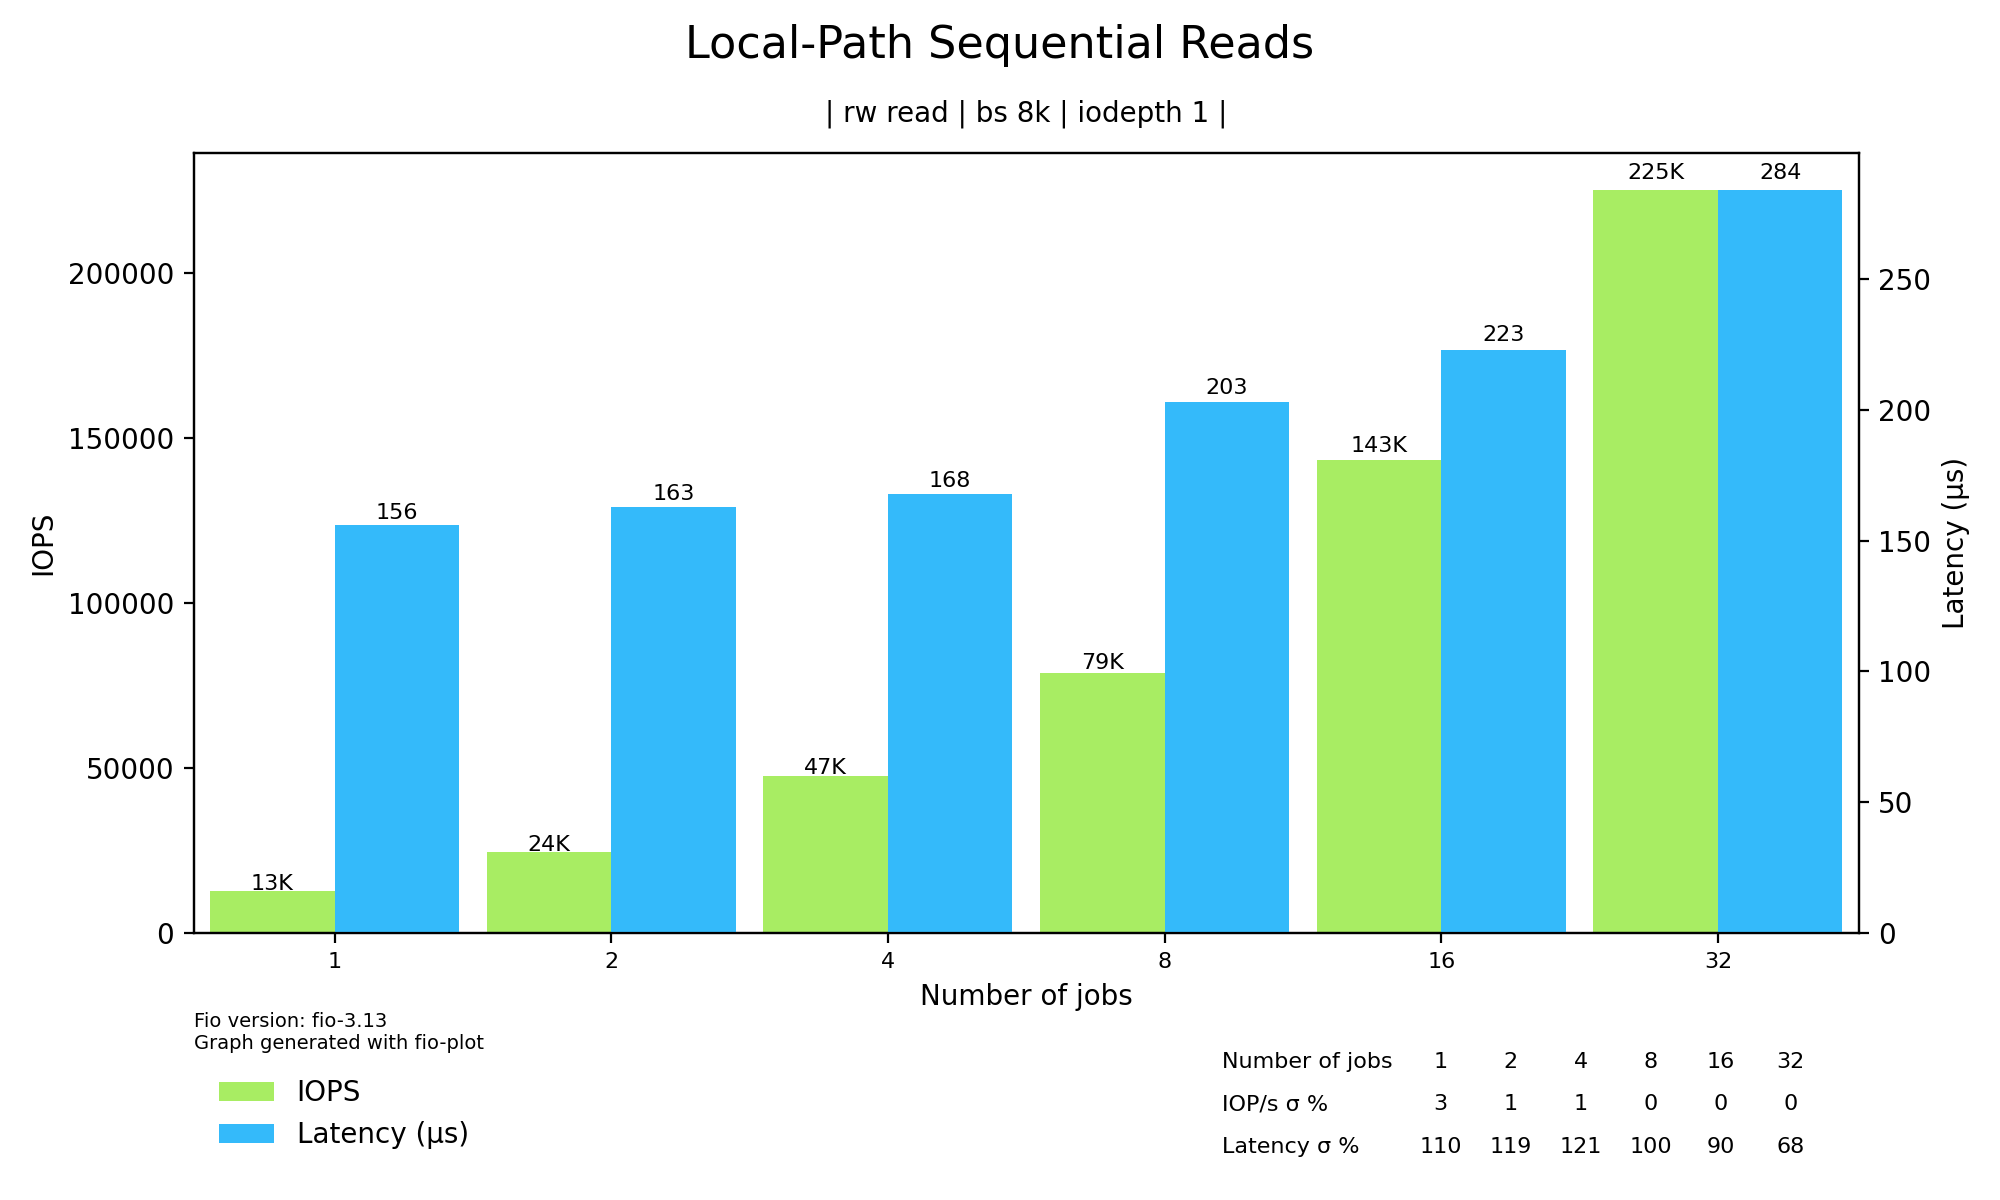 Local-Path Sequential Reads
| rw read | bs 8k | iodepth 1 |
225K 284
200000
250
223
203
200
150000
143K
168
163
156
IOPS
150
Latency (µs)
100000
79K
100
50000
47K
50
24K
13K
0
0
1 2 4 8 16 32
Number of jobs
Fio version: fio-3.13
Graph generated with fio-plot
IOPS
Latency (µs)
Number of jobs 1 2 4 8 16 32
IOP/s σ % 3 1 1 0 0 0
Latency σ % 110 119 121 100 90 68